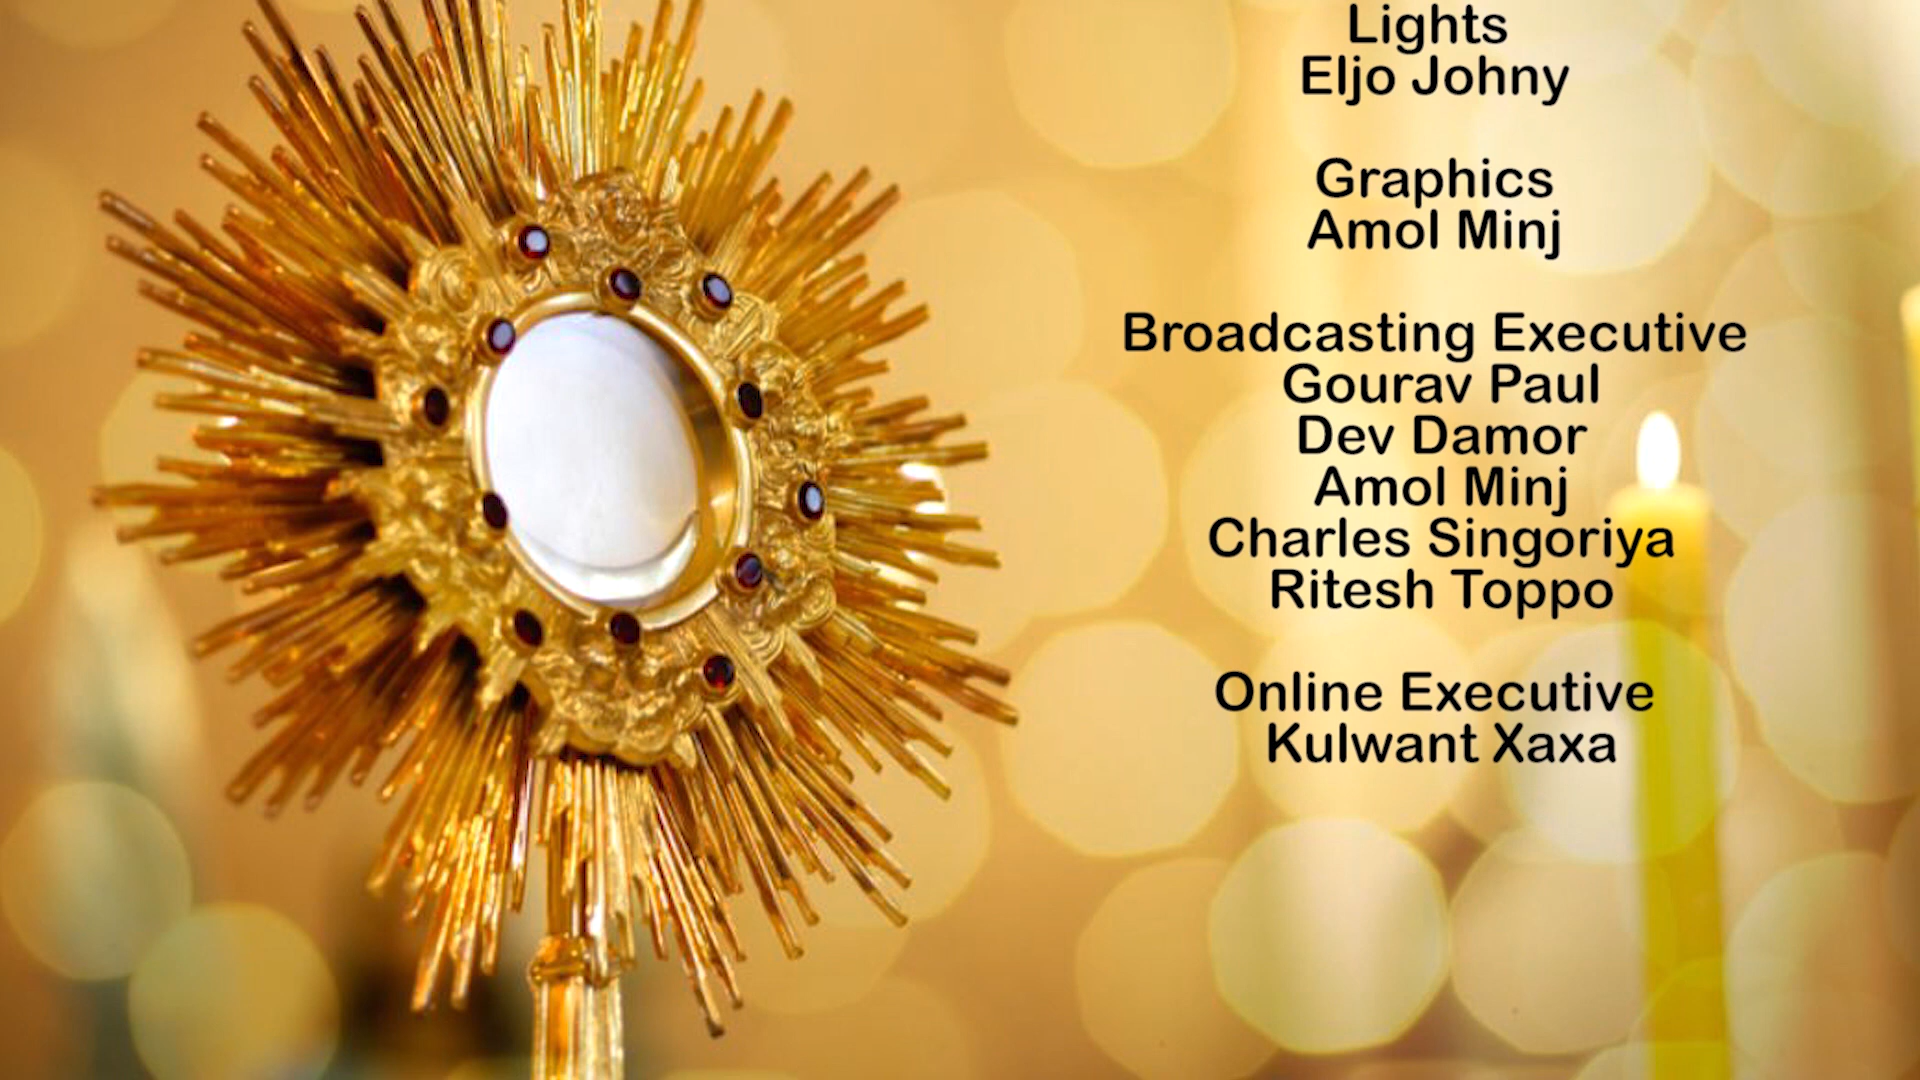 Lights
Eljo Johny
Graphics
Amol Minj
Broadcasting Executive
Gourav Paul
Dev Damor
Amol Minj
Charles Singoriya
Ritesh Toppo
Online Executive
Kulwant Xaxa